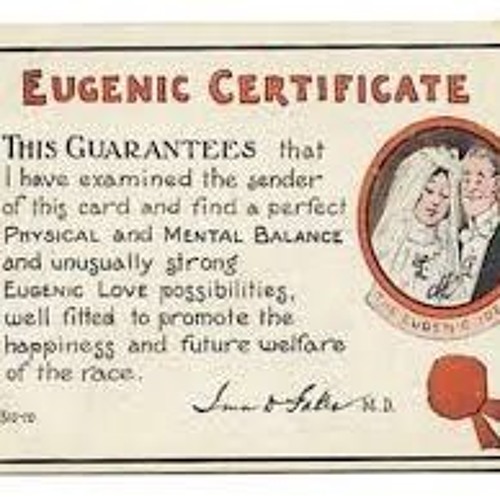 EUGENIC CERTIFICATE
THIS GUARANTEES that
I have examined the sender
of this card and find a perfect
PHYSICAL and MENTAL BALANCE
and unusually strong
EUGENIC LOVE possibilities,
well fitted to promote the
happiness and future welfare
of the race.
M.D.
EUGENIC